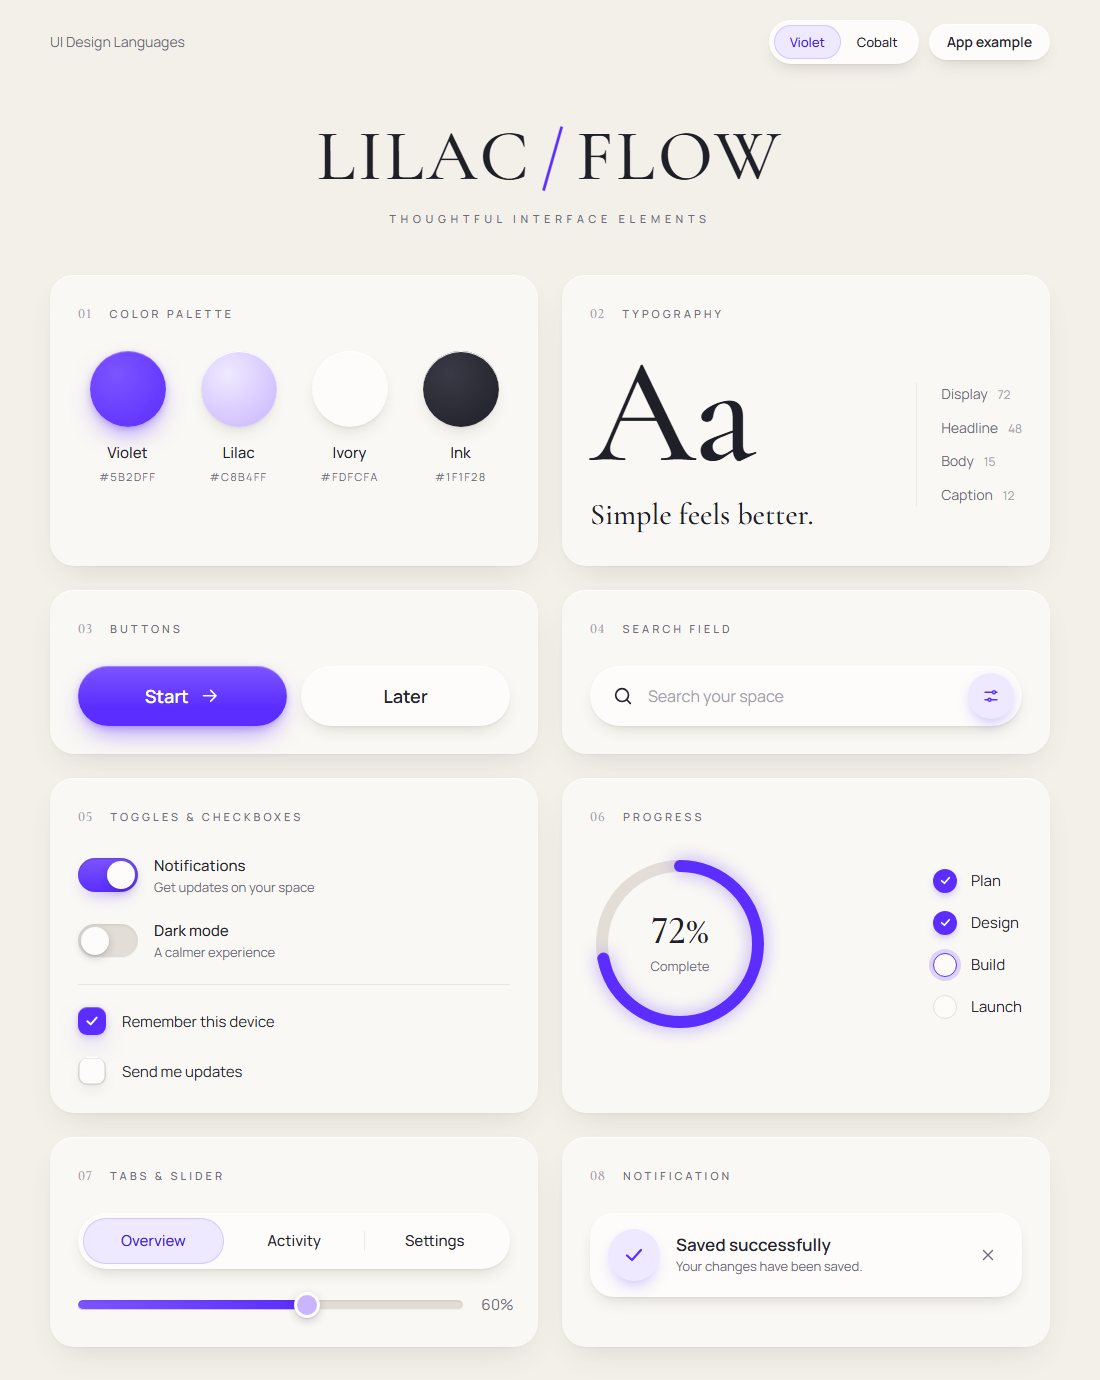 UI Design Languages
Violet
Cobalt
App example
LILAC / FLOW
THOUGHTFUL INTERFACE ELEMENTS
01 COLOR PALETTE
Violet
Lilac
Ivory
Ink
#5B2DFF
#C8B4FF
#FDFCFA
#1F1F28
02 TYPOGRAPHY
Aa
Simple feels better.
Display 72
Headline 48
Body 15
Caption 12
03 BUTTONS
Start →
Later
04 SEARCH FIELD
Search your space
05 TOGGLES & CHECKBOXES
Notifications
Get updates on your space
Dark mode
A calmer experience
Remember this device
Send me updates
06 PROGRESS
72%
Complete
Plan
Design
Build
Launch
07 TABS & SLIDER
Overview
Activity
Settings
60%
08 NOTIFICATION
Saved successfully
Your changes have been saved.